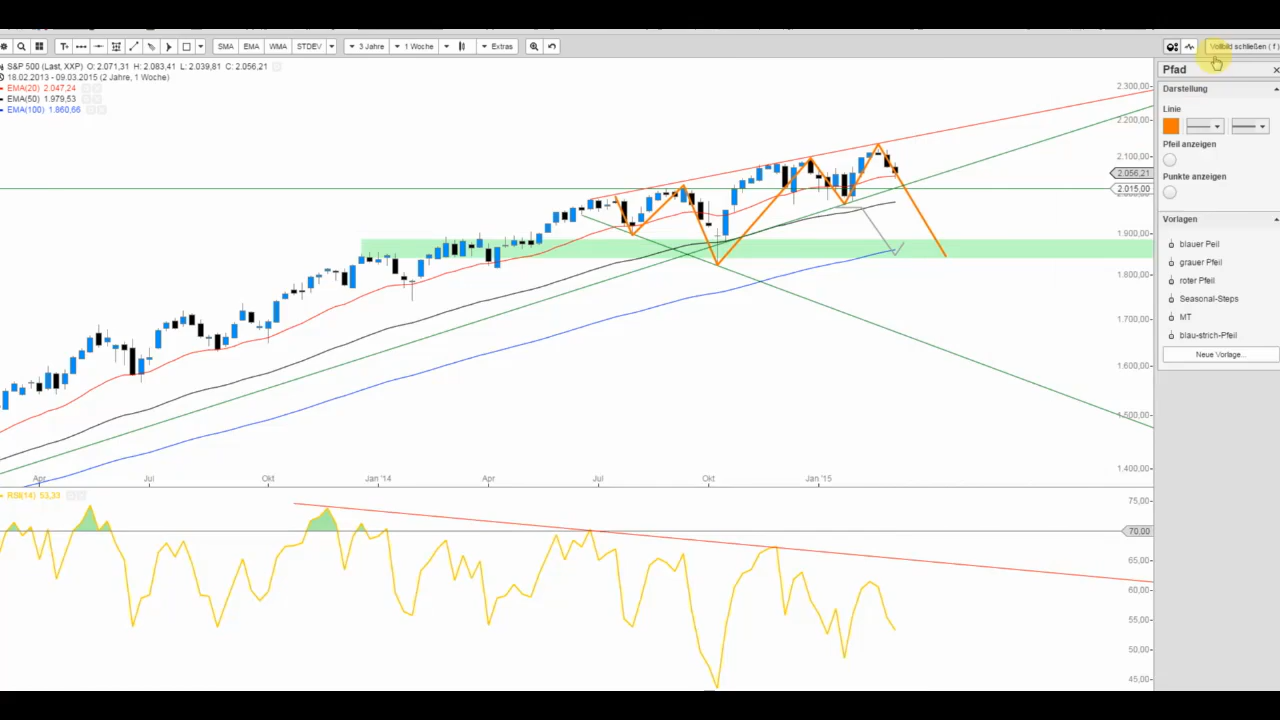 T
SMA EMA WMA STDEV 3 Jahre 1 Woche Extras Vollbild schließen ( f )
S&P 500 (Last, XXP) O: 2.071,31 H: 2.083,41 L: 2.039,81 C: 2.056,21
18.02.2013 - 09.03.2015 (2 Jahre, 1 Woche)
EMA(20) 2.047,24
EMA(50) 1.979,53
EMA(100) 1.860,66
2.300,00
2.200,00
2.100,00
2.056,21
2.015,00
1.900,00
1.800,00
1.700,00
1.600,00
1.500,00
1.400,00
Apr Jul Okt Jan '14 Apr Jul Okt Jan '15
RSI(14) 53,33
75,00
70,00
65,00
60,00
55,00
50,00
45,00
Pfad
Darstellung
Linie
Pfeil anzeigen
Punkte anzeigen
Vorlagen
blauer Peil
grauer Pfeil
roter Pfeil
Seasonal-Steps
MT
blau-strich-Pfeil
Neue Vorlage...